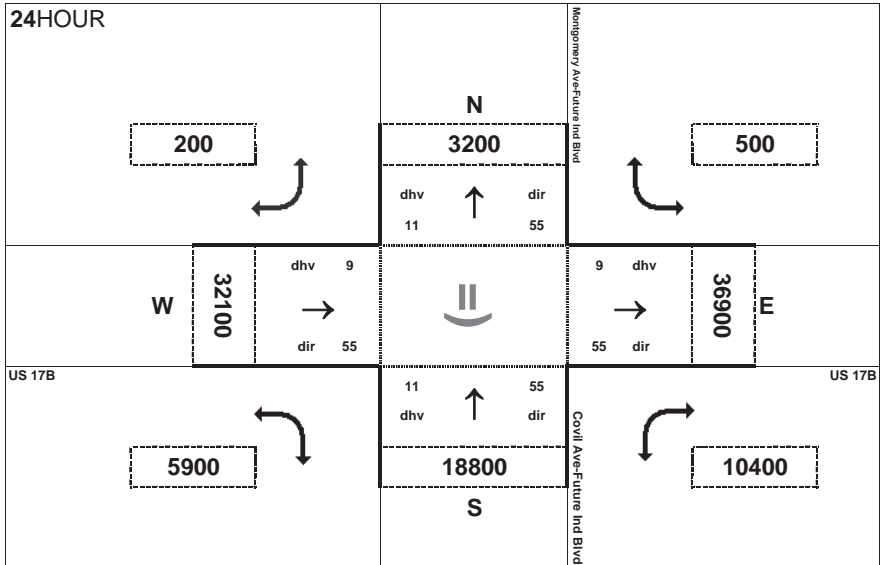 24HOUR
Montgomery Ave-Future Ind Blvd
N
200
3200
500
dhv
dir
11
55
dhv 9
9 dhv
W
32100
36900
E
dir 55
55 dir
US 17B
US 17B
11
55
dhv
dir
5900
18800
10400
S
Covil Ave-Future Ind Blvd